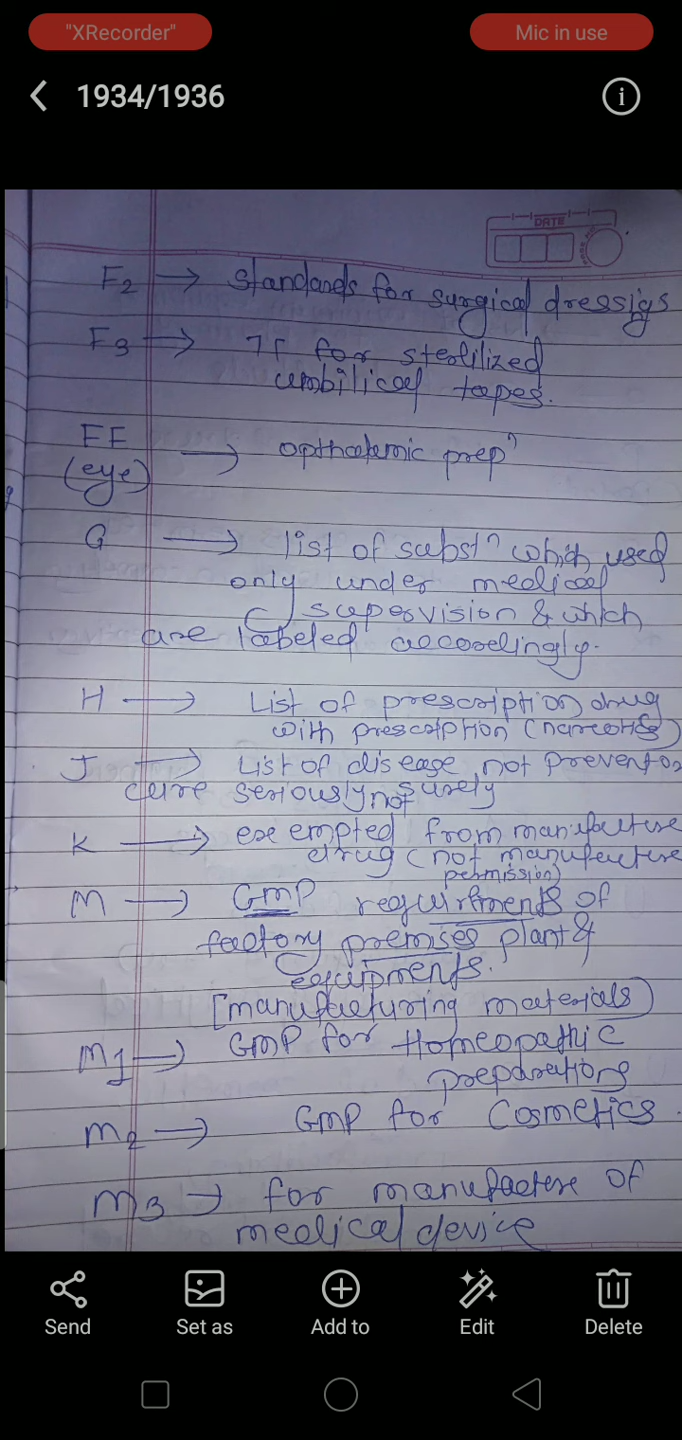 "XRecorder"
Mic in use
1934/1936
DATE
F2 → standards for surgical dressigs
F3 → 71 for sterilized
umbilical tapes.
FF
(eye) → opthalemic prepⁿ
G → list of substⁿ which used
only under medical
supervision & which
are labeled accordingly.
H → List of prescription drug
with prescription (narcotics)
J → List of disease not prevent or
cure seriously not surely
K → exempted from manufacture
drug (not manufacture
permission)
M → GMP requirments of
factory premises plant &
equipments.
[manufacturing materials)
M1 → GMP for Homeopathic
preparations
M2 → GMP for Cosmetics.
M3 → for manufacture of
medical device
Send
Set as
Add to
Edit
Delete